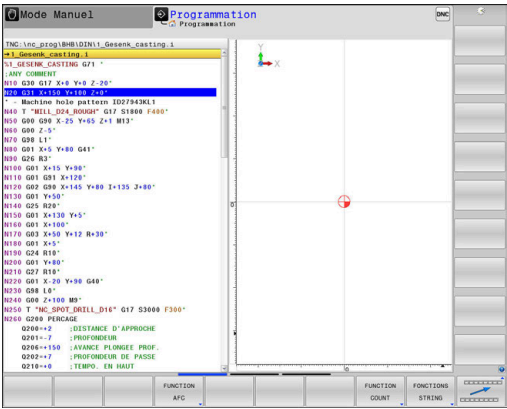 Mode Manuel
Programmation
Programmation
DNC
TNC:\nc_prog\BHB\DIN\1_Gesenk_casting.i
→1_Gesenk_casting.i
%1_GESENK_CASTING G71 *
;ANY COMMENT
N10 G30 G17 X+0 Y+0 Z-20*
N20 G31 X+150 Y+100 Z+0*
* - Machine hole pattern ID27943KL1
N40 T "MILL_D24_ROUGH" G17 S1800 F400*
N50 G00 G90 X-25 Y+65 Z+1 M13*
N60 G00 Z-5*
N70 G98 L1*
N80 G01 X+5 Y+80 G41*
N90 G26 R3*
N100 G01 X+15 Y+90*
N110 G01 G91 X+120*
N120 G02 G90 X+145 Y+80 I+135 J+80*
N130 G01 Y+50*
N140 G25 R20*
N150 G01 X+130 Y+5*
N160 G01 X+100*
N170 G03 X+50 Y+12 R+30*
N180 G01 X+5*
N190 G24 R10*
N200 G01 Y+80*
N210 G27 R10*
N220 G01 X-20 Y+90 G40*
N230 G98 L0*
N240 G00 Z+100 M9*
N250 T "NC_SPOT_DRILL_D16" G17 S3000 F300*
N260 G200 PERCAGE
Q200=+2 ;DISTANCE D'APPROCHE
Q201=-7 ;PROFONDEUR
Q206=+150 ;AVANCE PLONGEE PROF.
Q202=+7 ;PROFONDEUR DE PASSE
Q210=+0 ;TEMPO. EN HAUT
Y
X
0
0
FUNCTION
AFC
FUNCTION
COUNT
FONCTIONS
STRING